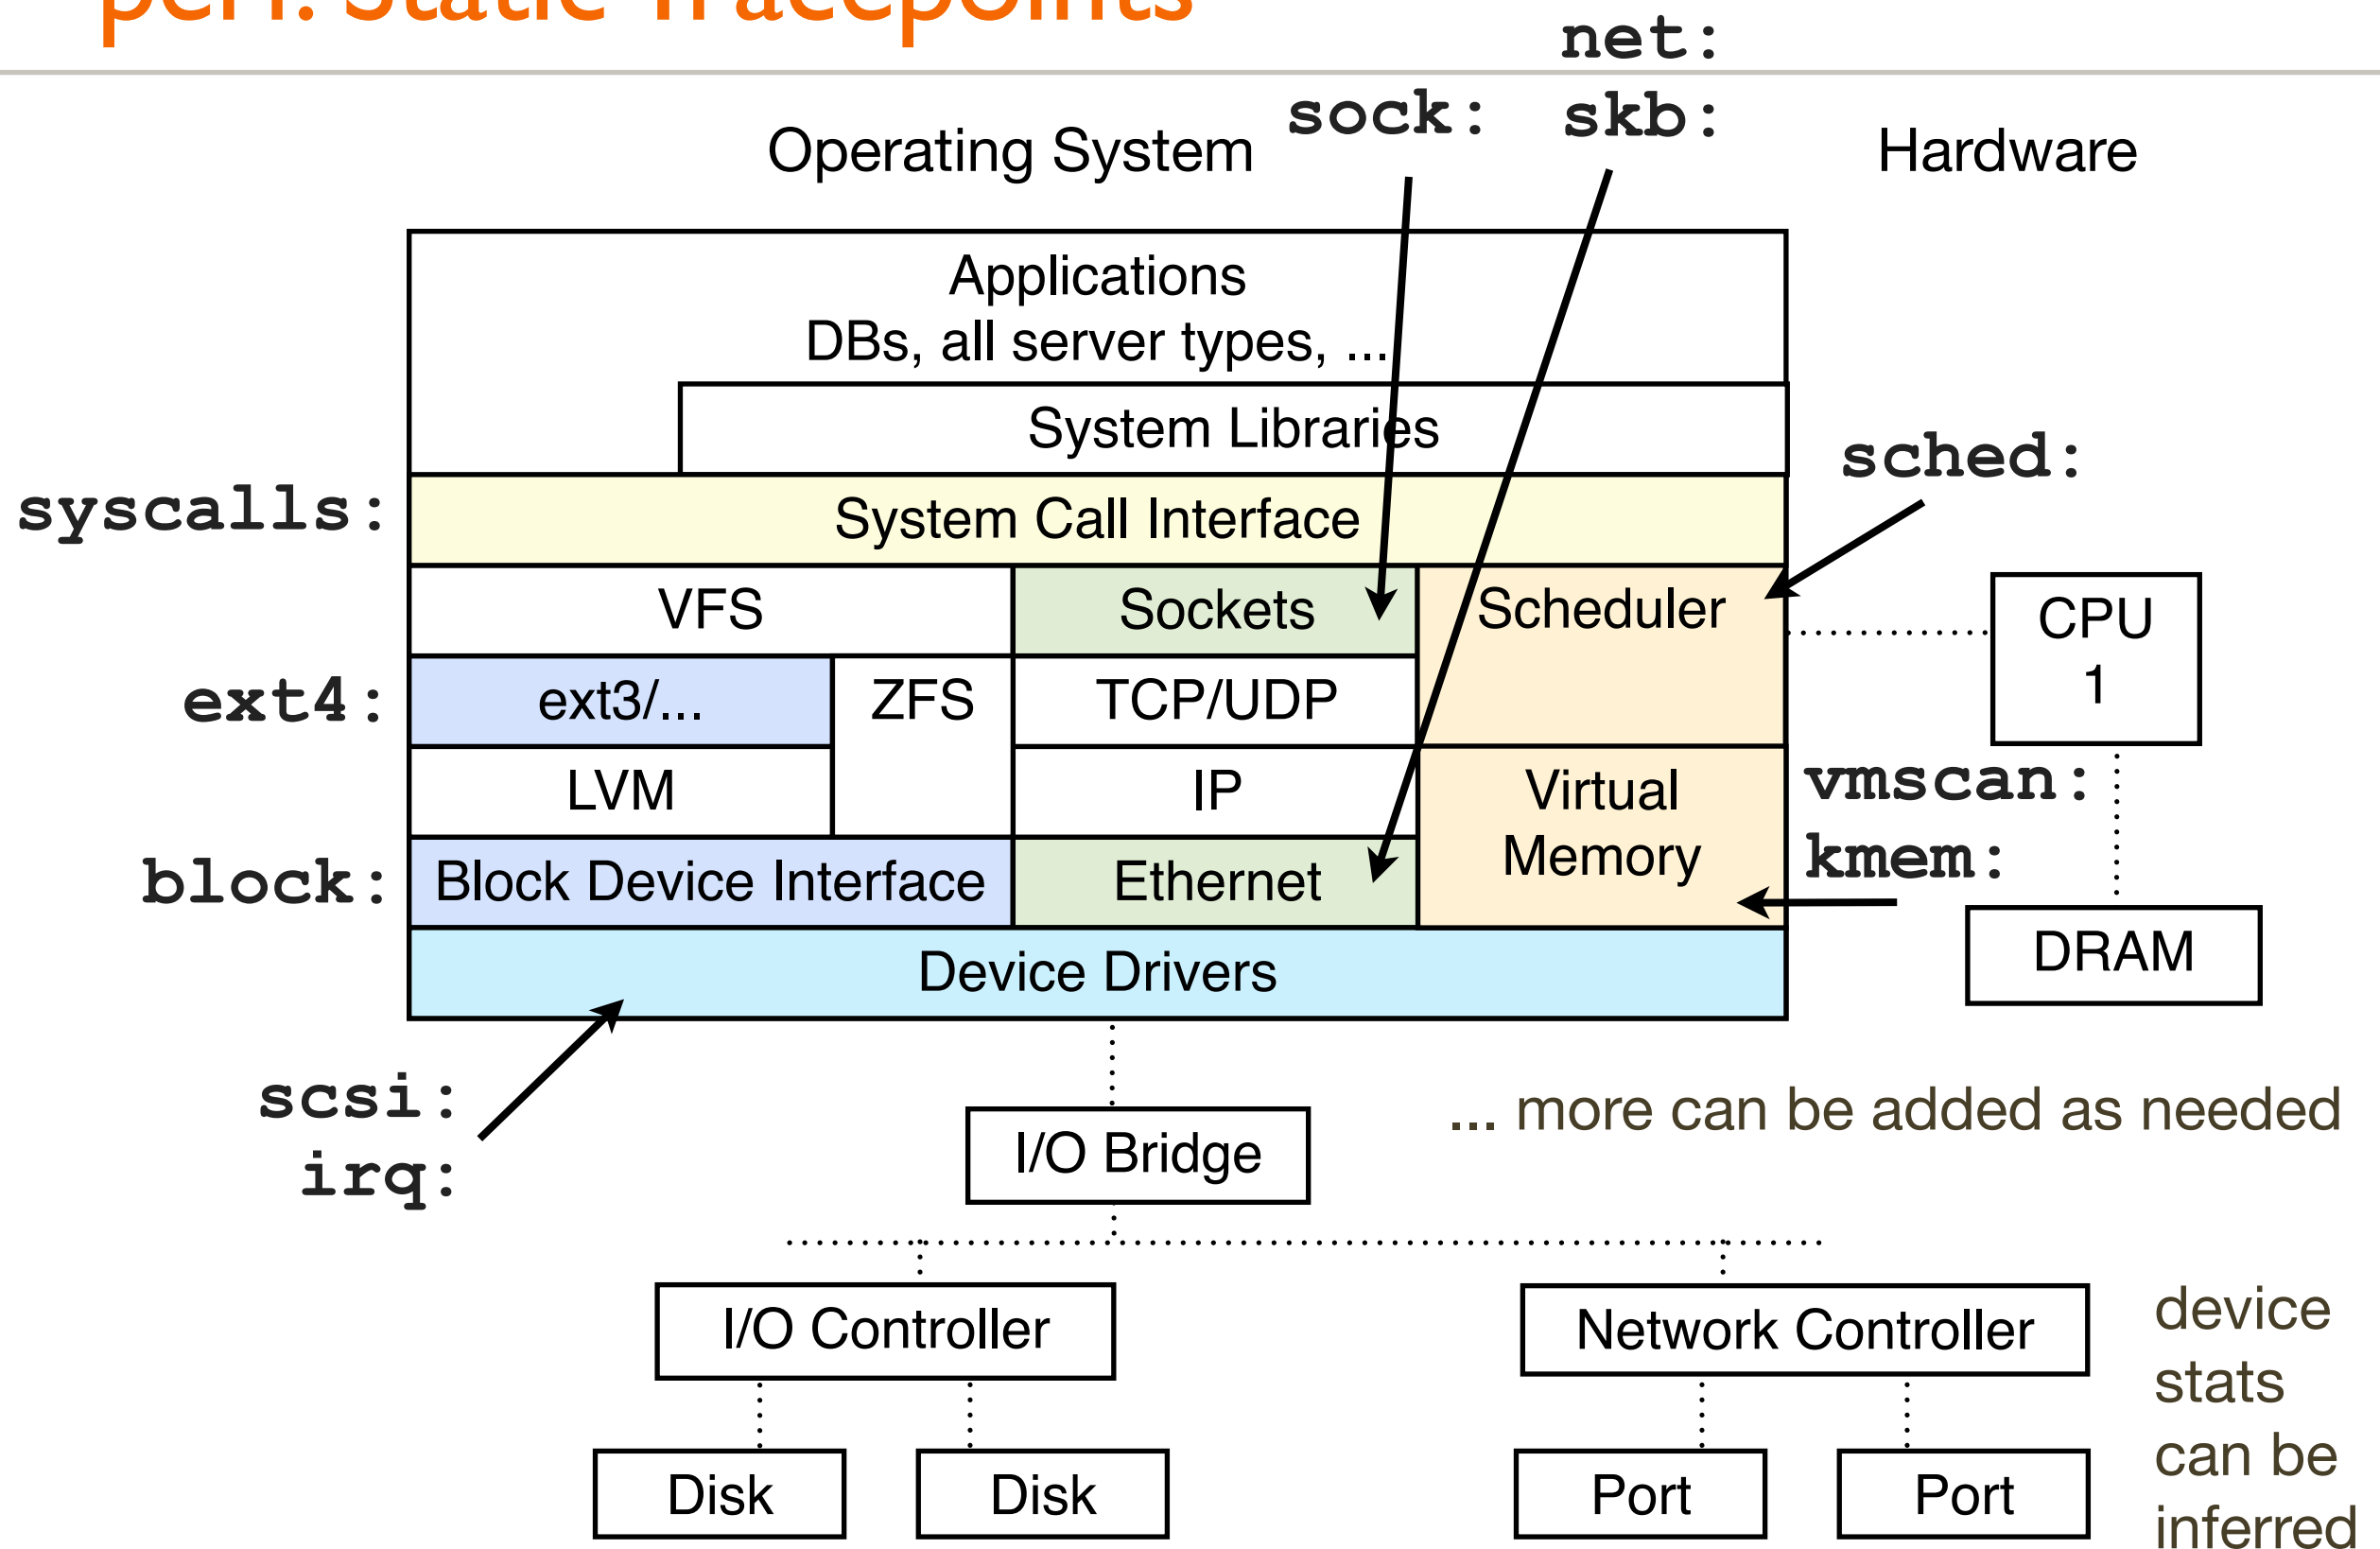 perf: Static Tracepoints
net:
sock:
skb:
Operating System
Hardware
Applications
DBs, all server types, ...
System Libraries
sched:
syscalls:
System Call Interface
VFS
Sockets
Scheduler
CPU
1
ext4:
ext3/...
ZFS
TCP/UDP
LVM
IP
Virtual
Memory
vmscan:
kmem:
block:
Block Device Interface
Ethernet
DRAM
Device Drivers
scsi:
irq:
... more can be added as needed
I/O Bridge
I/O Controller
Network Controller
device
stats
can be
inferred
Disk
Disk
Port
Port